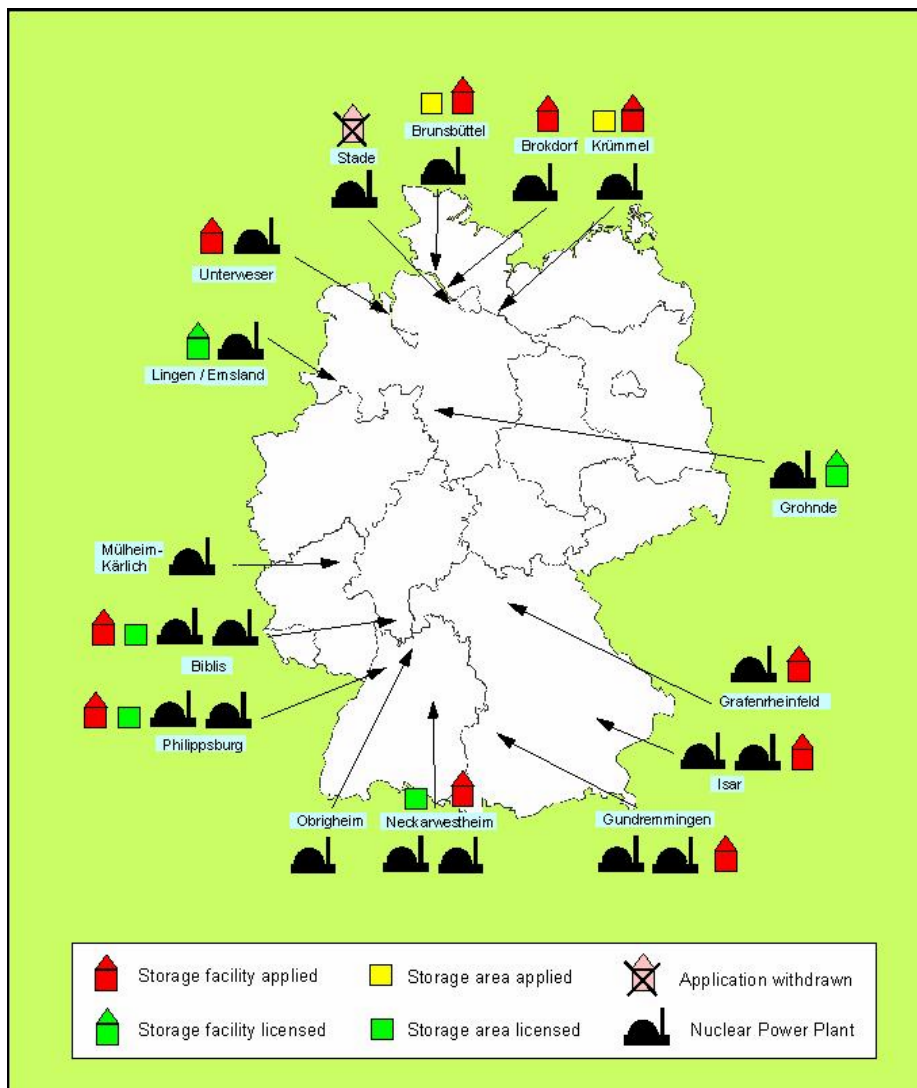 Brunsbüttel
Brokdorf
Krümmel
Stade
Unterweser
Lingen / Emsland
Grohnde
Mülheim-
Kärlich
Biblis
Grafenrheinfeld
Philippsburg
Isar
Obrigheim
Neckarwestheim
Gundremmingen
Storage facility applied
Storage area applied
Application withdrawn
Storage facility licensed
Storage area licensed
Nuclear Power Plant